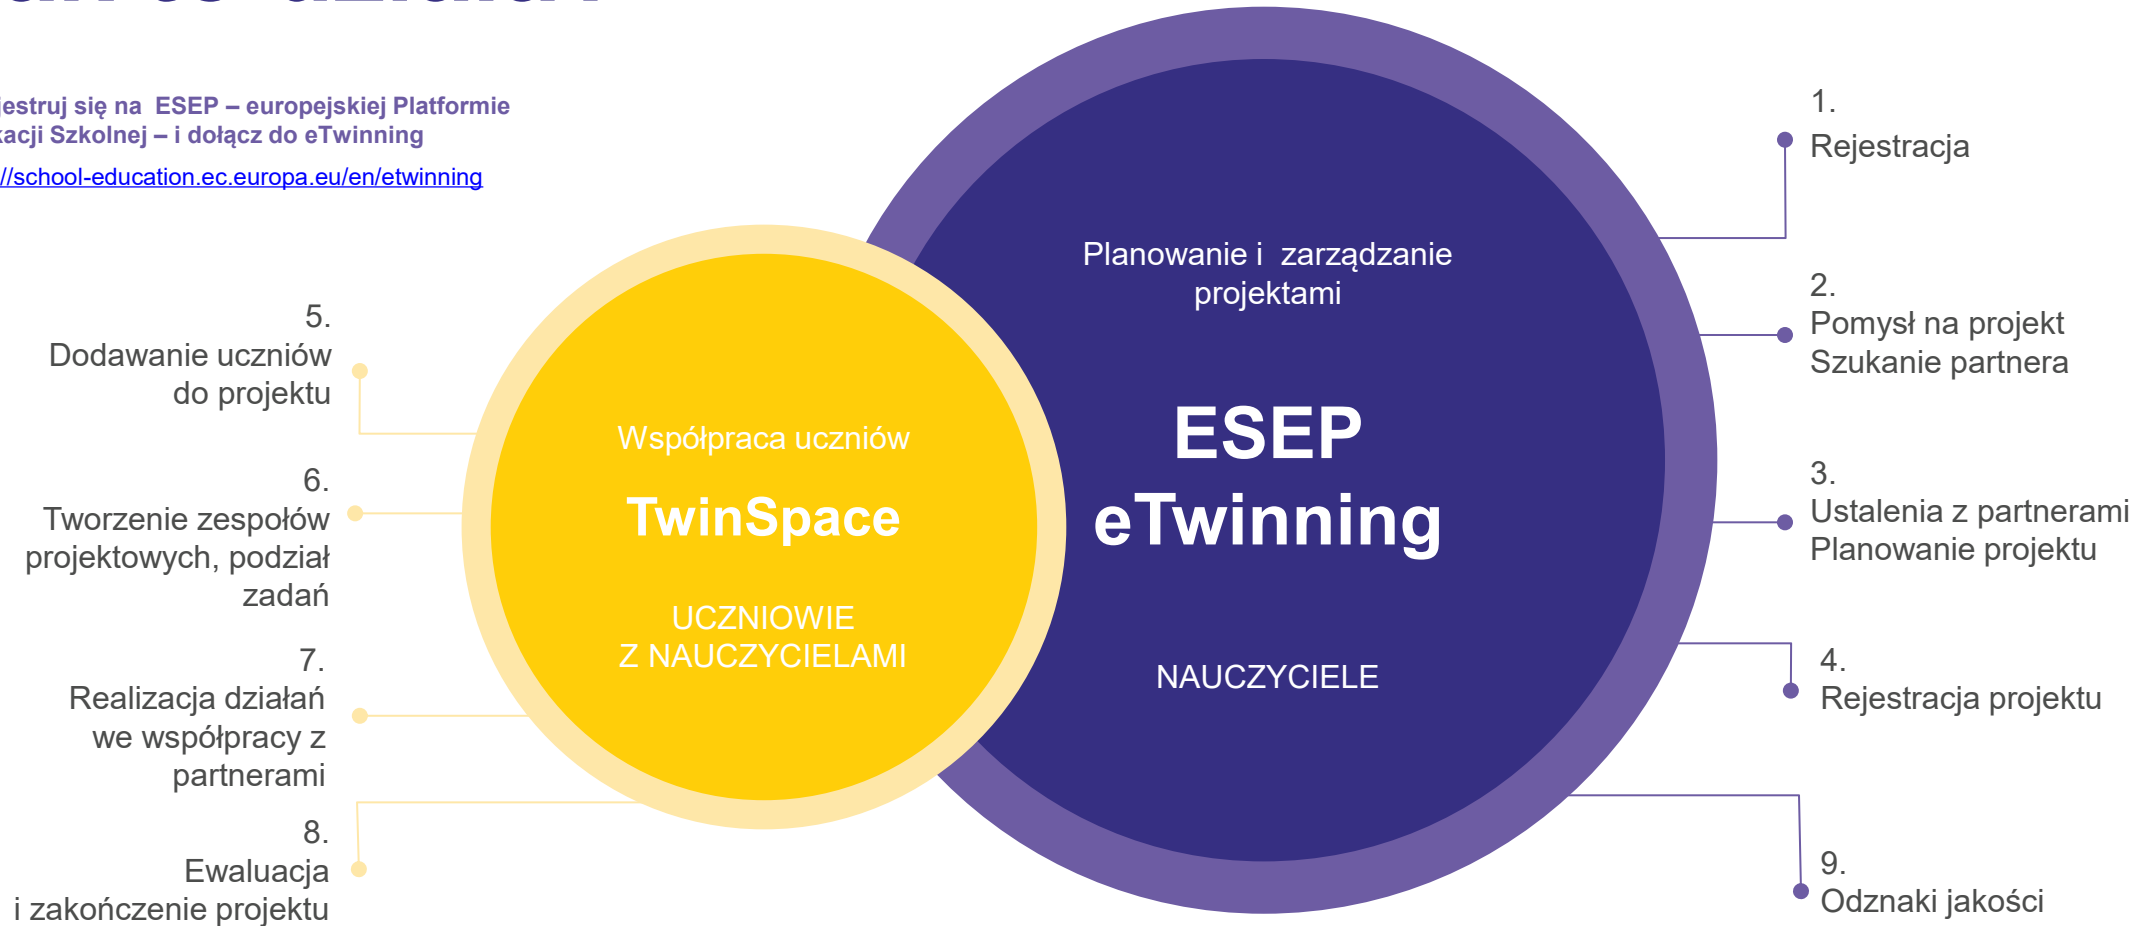 ESEP – europejskiej Platformie
się na
Szkolnej – i dołącz do eTwinning
//school-education.ec.europa.eu/en/etwinning
5.
Dodawanie uczniów
do projektu
6.
Tworzenie zespołów
projektowych, podział
zadań
7.
Realizacja działań
we współpracy z
partnerami
8.
Ewaluacja
i zakończenie projektu
Współpraca uczniów
TwinSpace
UCZNIOWIE
Z NAUCZYCIELAMI
Planowanie i zarządzanie
projektami
ESEP
eTwinning
NAUCZYCIELE
1.
Rejestracja
2.
Pomysł na projekt
Szukanie partnera
3.
Ustalenia z partnerami
Planowanie projektu
4.
Rejestracja projektu
9.
Odznaki jakości